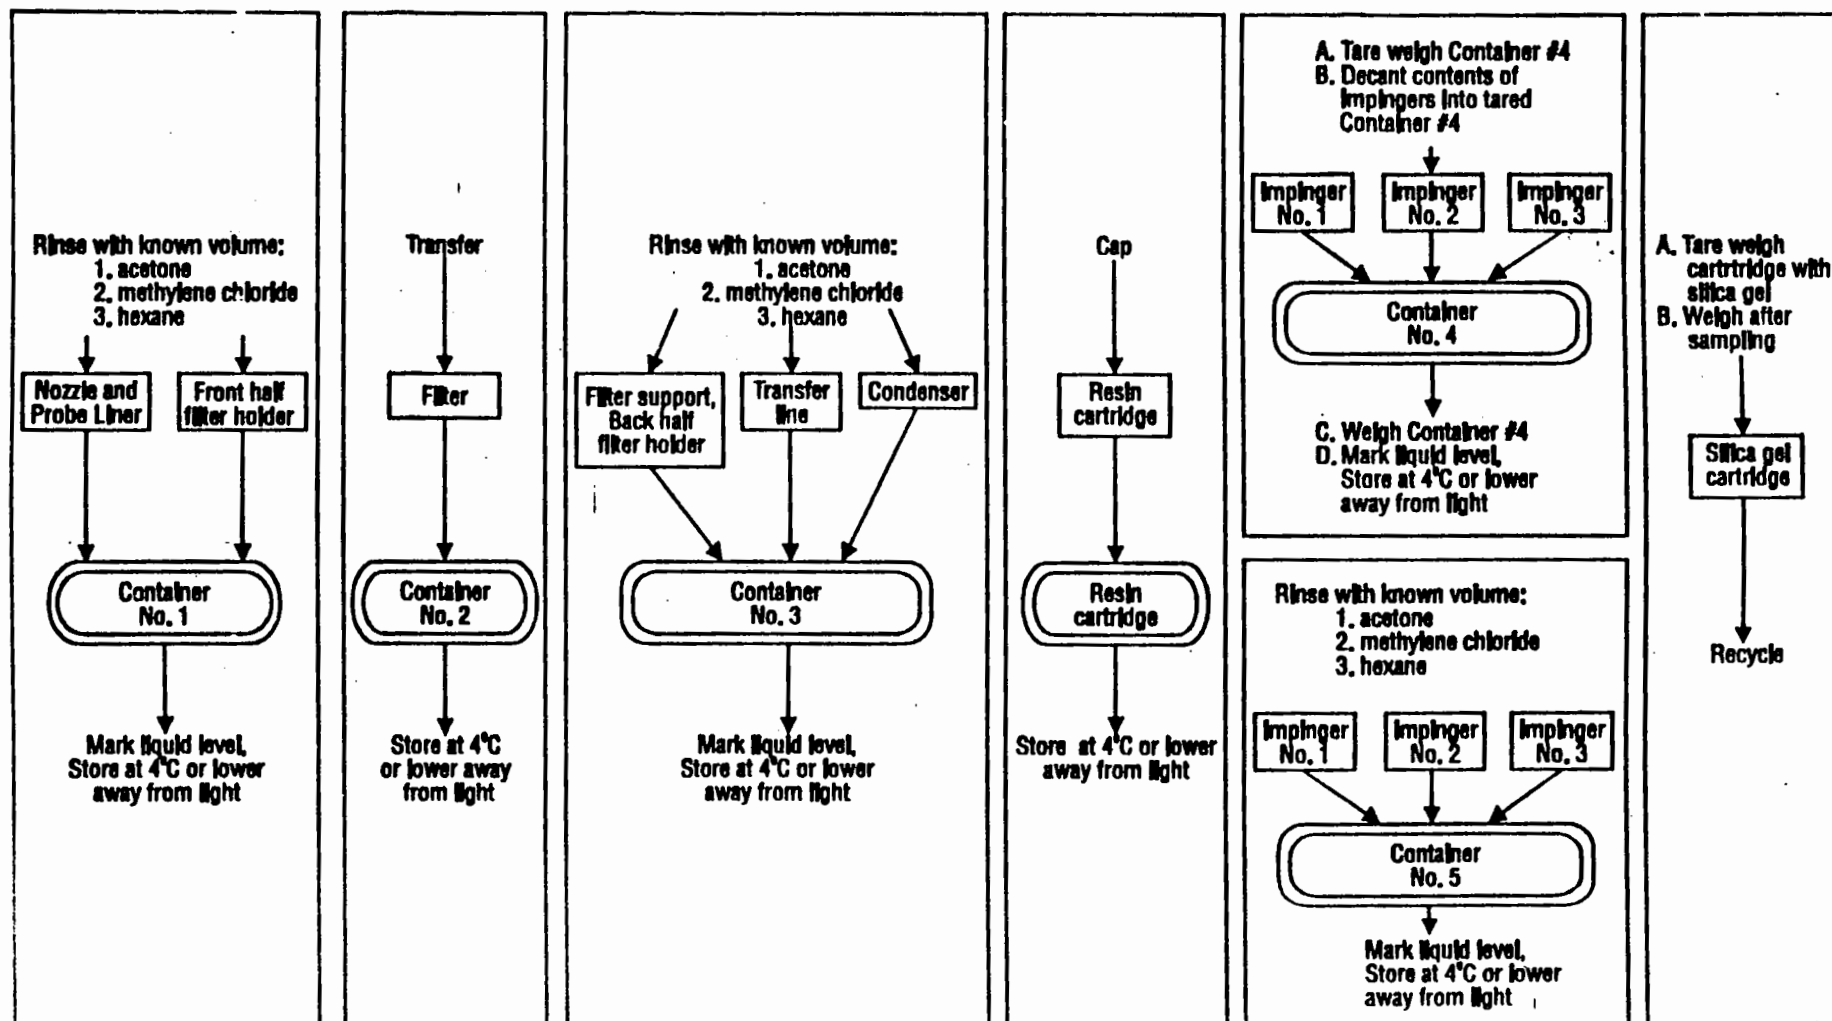 Rinse with known volume:
1. acetone
2. methylene chloride
3. hexane
Nozzle and
Probe Liner
Front half
filter holder
Container
No. 1
Mark liquid level,
Store at 4°C or lower
away from light
Transfer
Filter
Container
No. 2
Store at 4°C
or lower away
from light
Rinse with known volume:
1. acetone
2. methylene chloride
3. hexane
Filter support,
Back half
filter holder
Transfer
line
Condenser
Container
No. 3
Mark liquid level,
Store at 4°C or lower
away from light
Cap
Resin
cartridge
Resin
cartridge
Store at 4°C or lower
away from light
A. Tare weigh Container #4
B. Decant contents of
Impingers into tared
Container #4
Impinger
No. 1
Impinger
No. 2
Impinger
No. 3
Container
No. 4
C. Weigh Container #4
D. Mark liquid level,
Store at 4°C or lower
away from light
Rinse with known volume:
1. acetone
2. methylene chloride
3. hexane
Impinger
No. 1
Impinger
No. 2
Impinger
No. 3
Container
No. 5
Mark liquid level,
Store at 4°C or lower
away from light
A. Tare weigh
cartrtridge with
silica gel
B. Weigh after
sampling
Silica gel
cartridge
Recycle